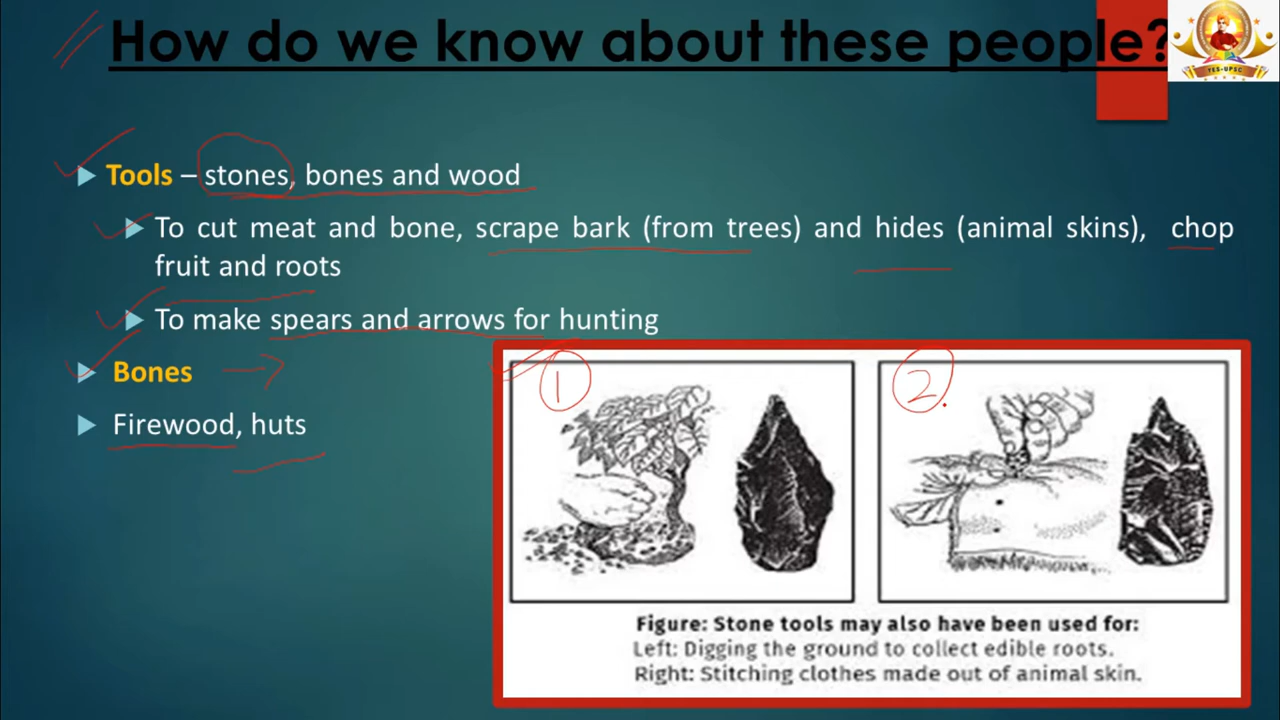 How do we know about these people?
YES-UPSC
Tools – stones, bones and wood
To cut meat and bone, scrape bark (from trees) and hides (animal skins), chop
fruit and roots
To make spears and arrows for hunting
Bones
Firewood, huts
1
2.
Figure: Stone tools may also have been used for:
Left: Digging the ground to collect edible roots.
Right: Stitching clothes made out of animal skin.